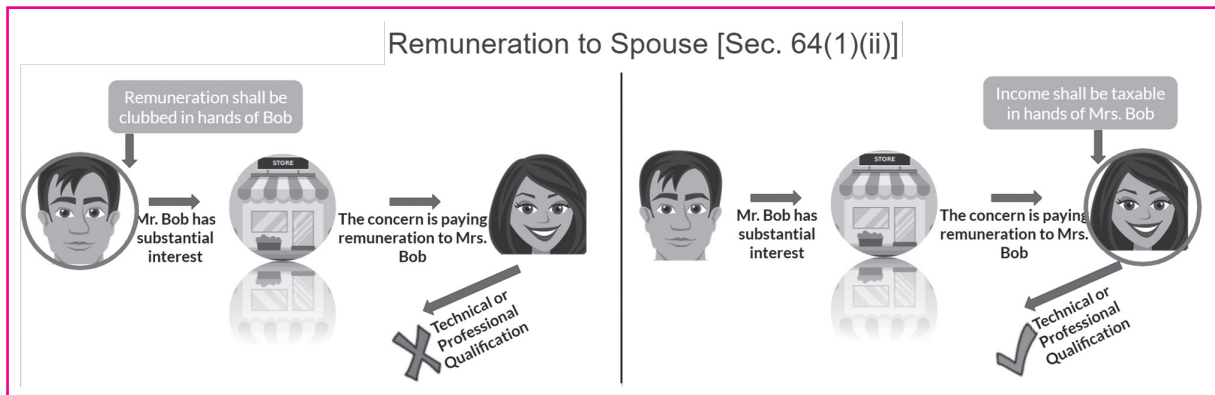 Remuneration to Spouse [Sec. 64(1)(ii)]
Remuneration shall be
clubbed in hands of Bob
STORE
Mr. Bob has
substantial
interest
The concern is paying
remuneration to Mrs.
Bob
Technical or
Professional
Qualification
Income shall be taxable
in hands of Mrs. Bob
STORE
Mr. Bob has
substantial
interest
The concern is paying
remuneration to Mrs.
Bob
Technical or
Professional
Qualification